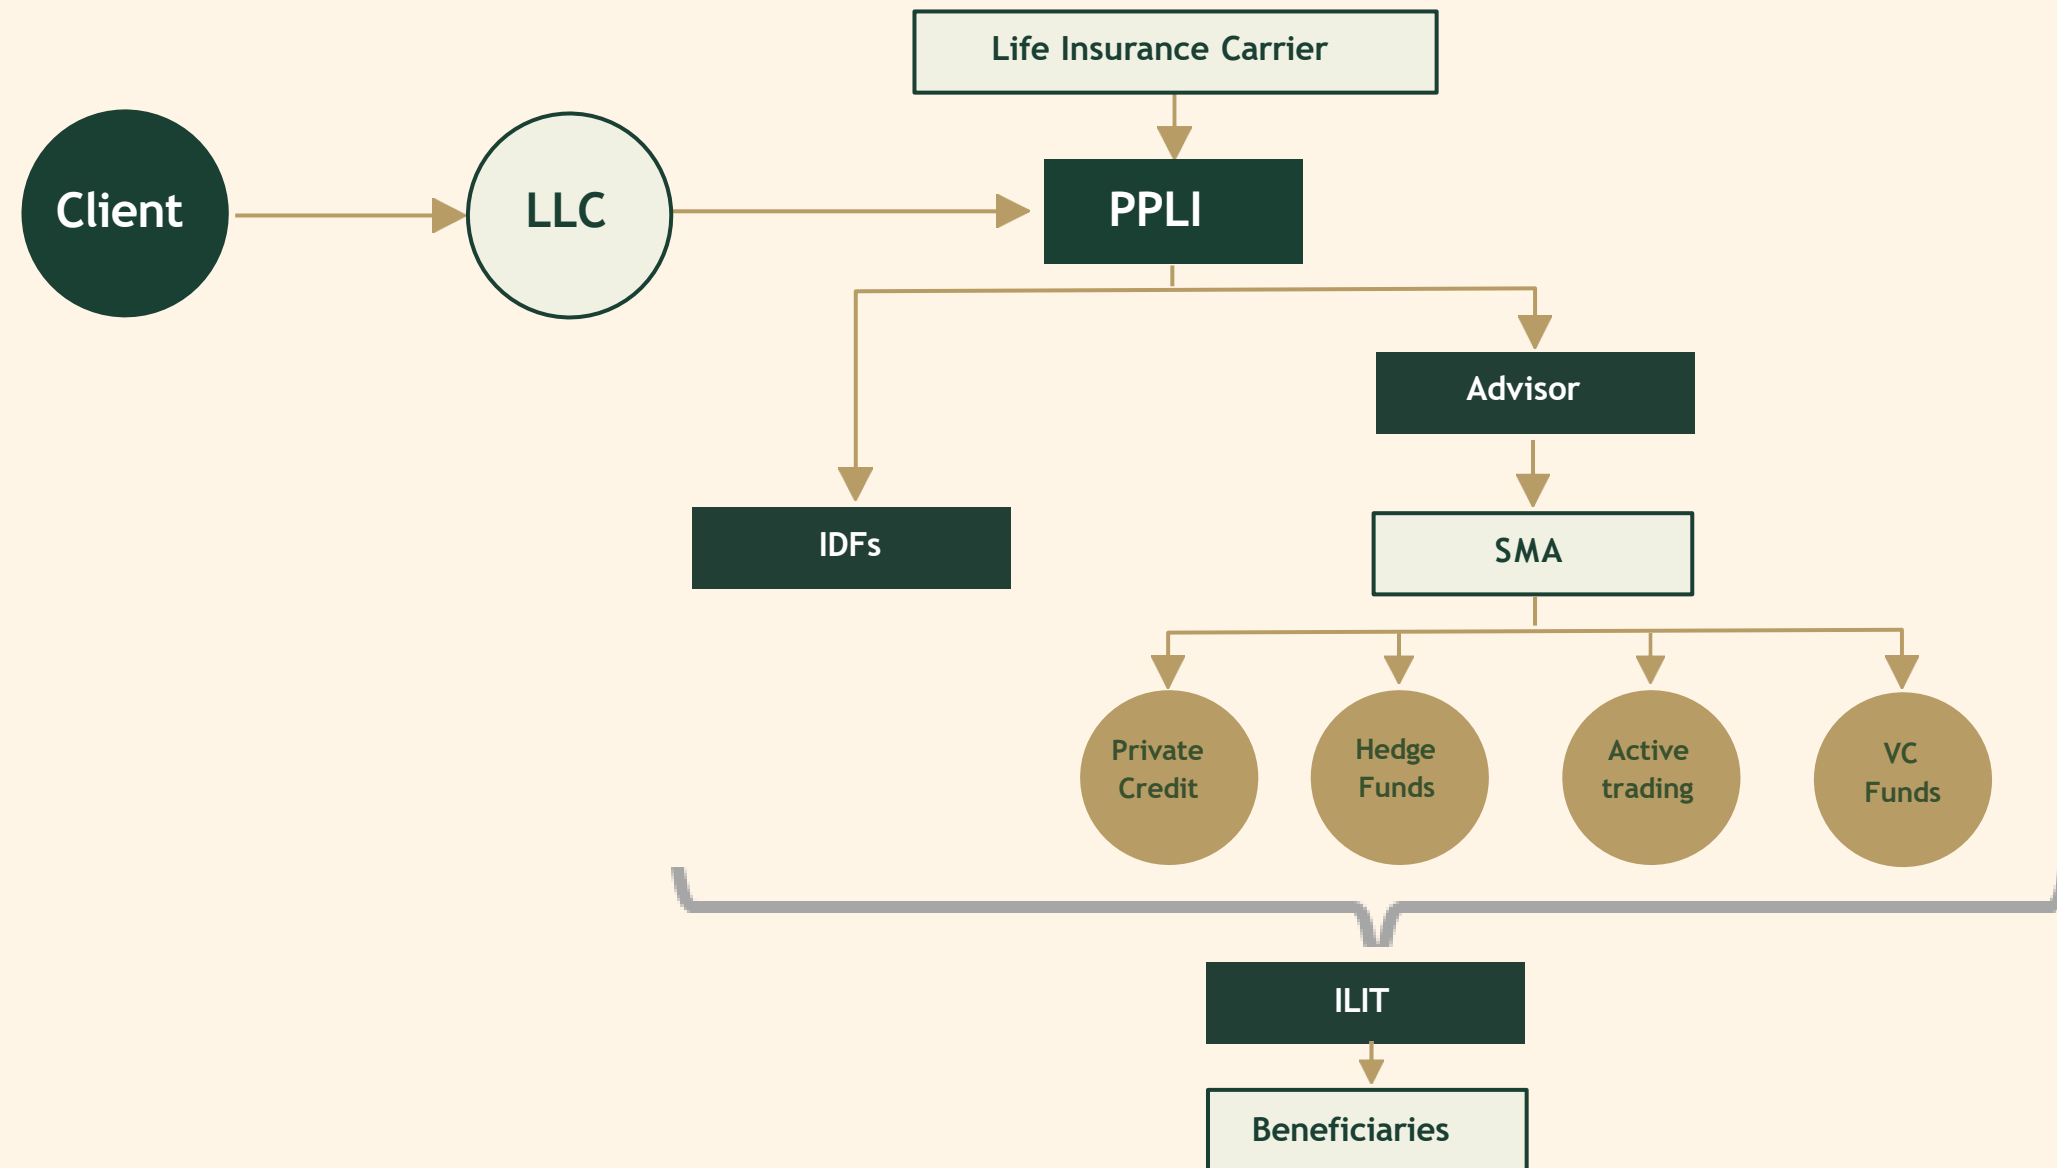 Life Insurance Carrier
Client
LLC
PPLI
Advisor
IDFs
SMA
Private
Credit
Hedge
Funds
Active
trading
VC
Funds
ILIT
Beneficiaries